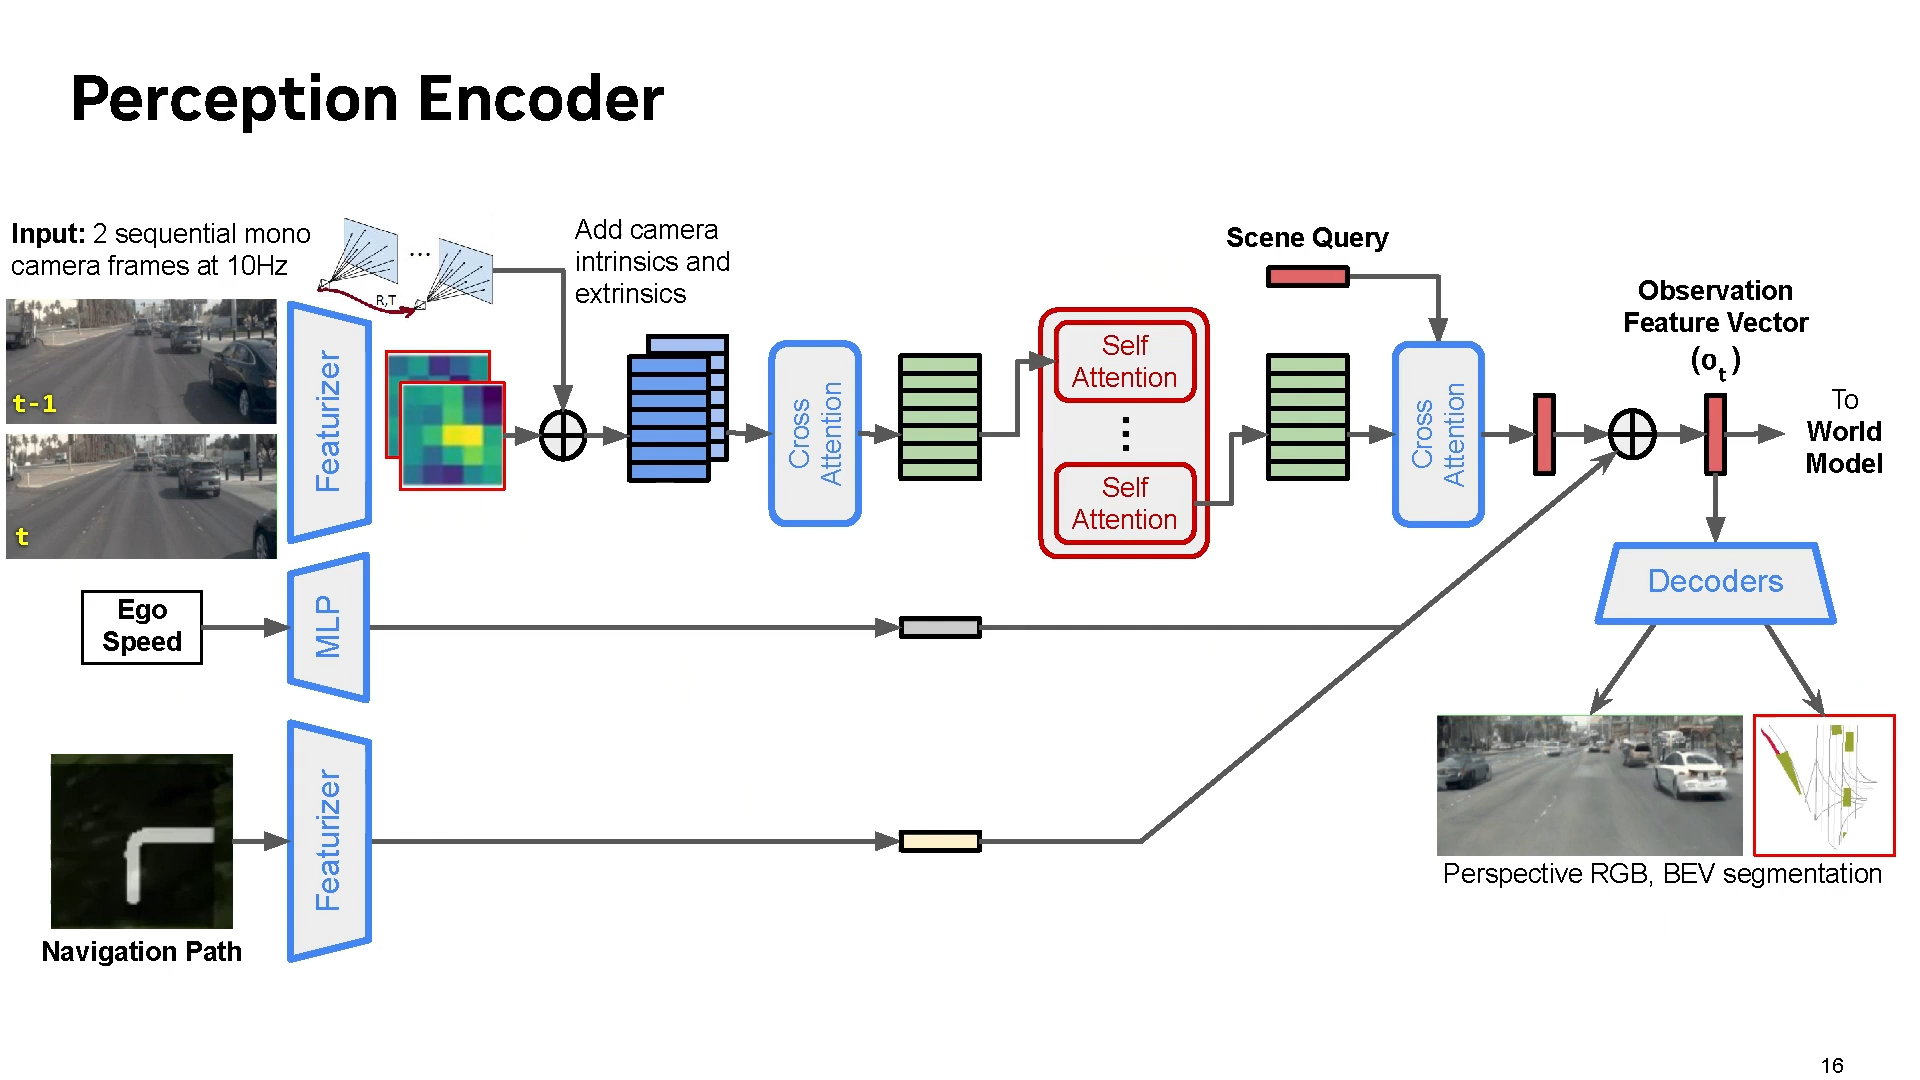 Perception Encoder
Input: 2 sequential mono
camera frames at 10Hz
t-1
t
...
R,T
Add camera
intrinsics and
extrinsics
Featurizer
Cross
Attention
Self
Attention
Self
Attention
Scene Query
Cross
Attention
Observation
Feature Vector
(ot)
To
World
Model
Decoders
Perspective RGB, BEV segmentation
Ego
Speed
MLP
Navigation Path
Featurizer
16